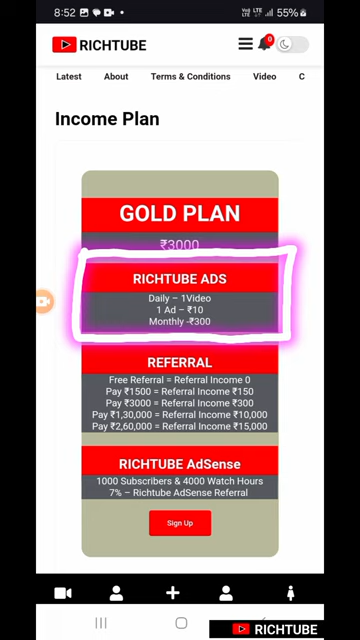 8:52
55%
RICHTUBE
0
Latest About Terms & Conditions Video C
Income Plan
GOLD PLAN
₹3000
RICHTUBE ADS
Daily – 1Video
1 Ad – ₹10
Monthly -₹300
REFERRAL
Free Referral = Referral Income 0
Pay ₹1500 = Referral Income ₹150
Pay ₹3000 = Referral Income ₹300
Pay ₹1,30,000 = Referral Income ₹10,000
Pay ₹2,60,000 = Referral Income ₹15,000
RICHTUBE AdSense
1000 Subscribers & 4000 Watch Hours
7% – Richtube AdSense Referral
Sign Up
RICHTUBE